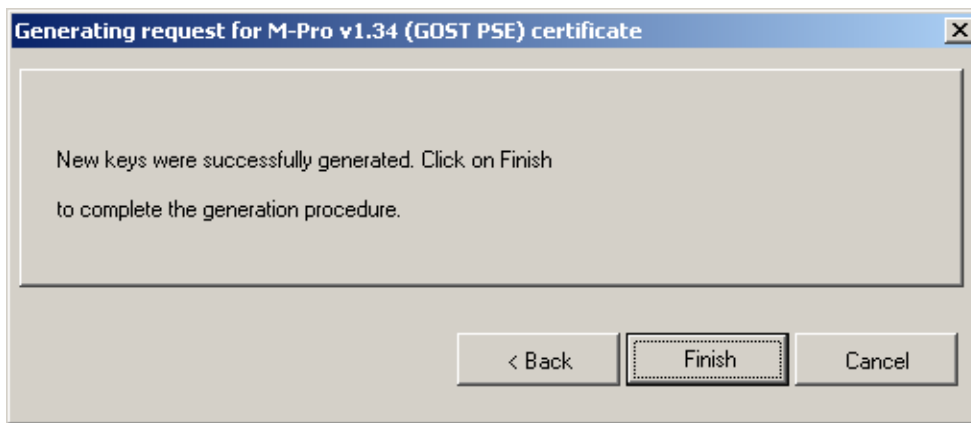 Generating request for M-Pro v1.34 (GOST PSE) certificate
New keys were successfully generated. Click on Finish
to complete the generation procedure.
< Back
Finish
Cancel